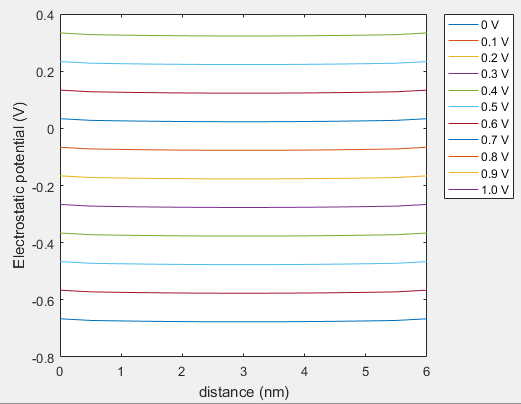 0.4
0.2
0
-0.2
-0.4
-0.6
-0.8
Electrostatic potential (V)
0 1 2 3 4 5 6
distance (nm)
0 V
0.1 V
0.2 V
0.3 V
0.4 V
0.5 V
0.6 V
0.7 V
0.8 V
0.9 V
1.0 V